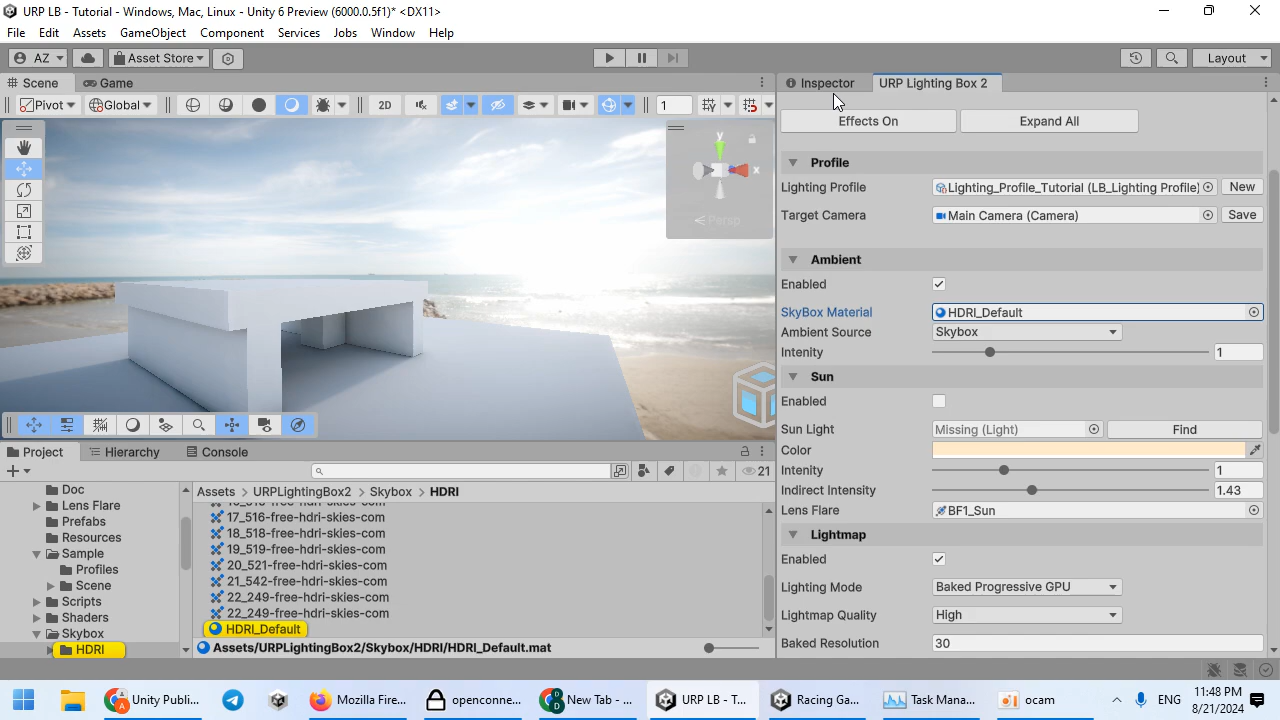 URP LB - Tutorial - Windows, Mac, Linux - Unity 6 Preview (6000.0.5f1)* <DX11>
File Edit Assets GameObject Component Services Jobs Window Help
AZ Asset Store Layout
Scene Game
Inspector URP Lighting Box 2
Pivot Global 2D 1
Effects On Expand All
y
x
Persp
Profile
Lighting Profile Lighting_Profile_Tutorial (LB_Lighting Profile) New
Target Camera Main Camera (Camera) Save
Ambient
Enabled
SkyBox Material HDRI_Default
Ambient Source Skybox
Intenity 1
Sun
Enabled
Sun Light Missing (Light) Find
Color
Intenity 1
Indirect Intensity 1.43
Lens Flare BF1_Sun
Lightmap
Enabled
Lighting Mode Baked Progressive GPU
Lightmap Quality High
Baked Resolution 30
Project Hierarchy Console
21
Doc
Lens Flare
Prefabs
Resources
Sample
Profiles
Scene
Scripts
Shaders
Skybox
HDRI
Assets > URPLightingBox2 > Skybox > HDRI
17_516-free-hdri-skies-com
18_518-free-hdri-skies-com
19_519-free-hdri-skies-com
20_521-free-hdri-skies-com
21_542-free-hdri-skies-com
22_249-free-hdri-skies-com
22_249-free-hdri-skies-com
HDRI_Default
Assets/URPLightingBox2/Skybox/HDRI/HDRI_Default.mat
Unity Publi... Mozilla Fire... openconne... New Tab - ... URP LB - T... Racing Ga... Task Mana... ocam ENG 11:48 PM
8/21/2024